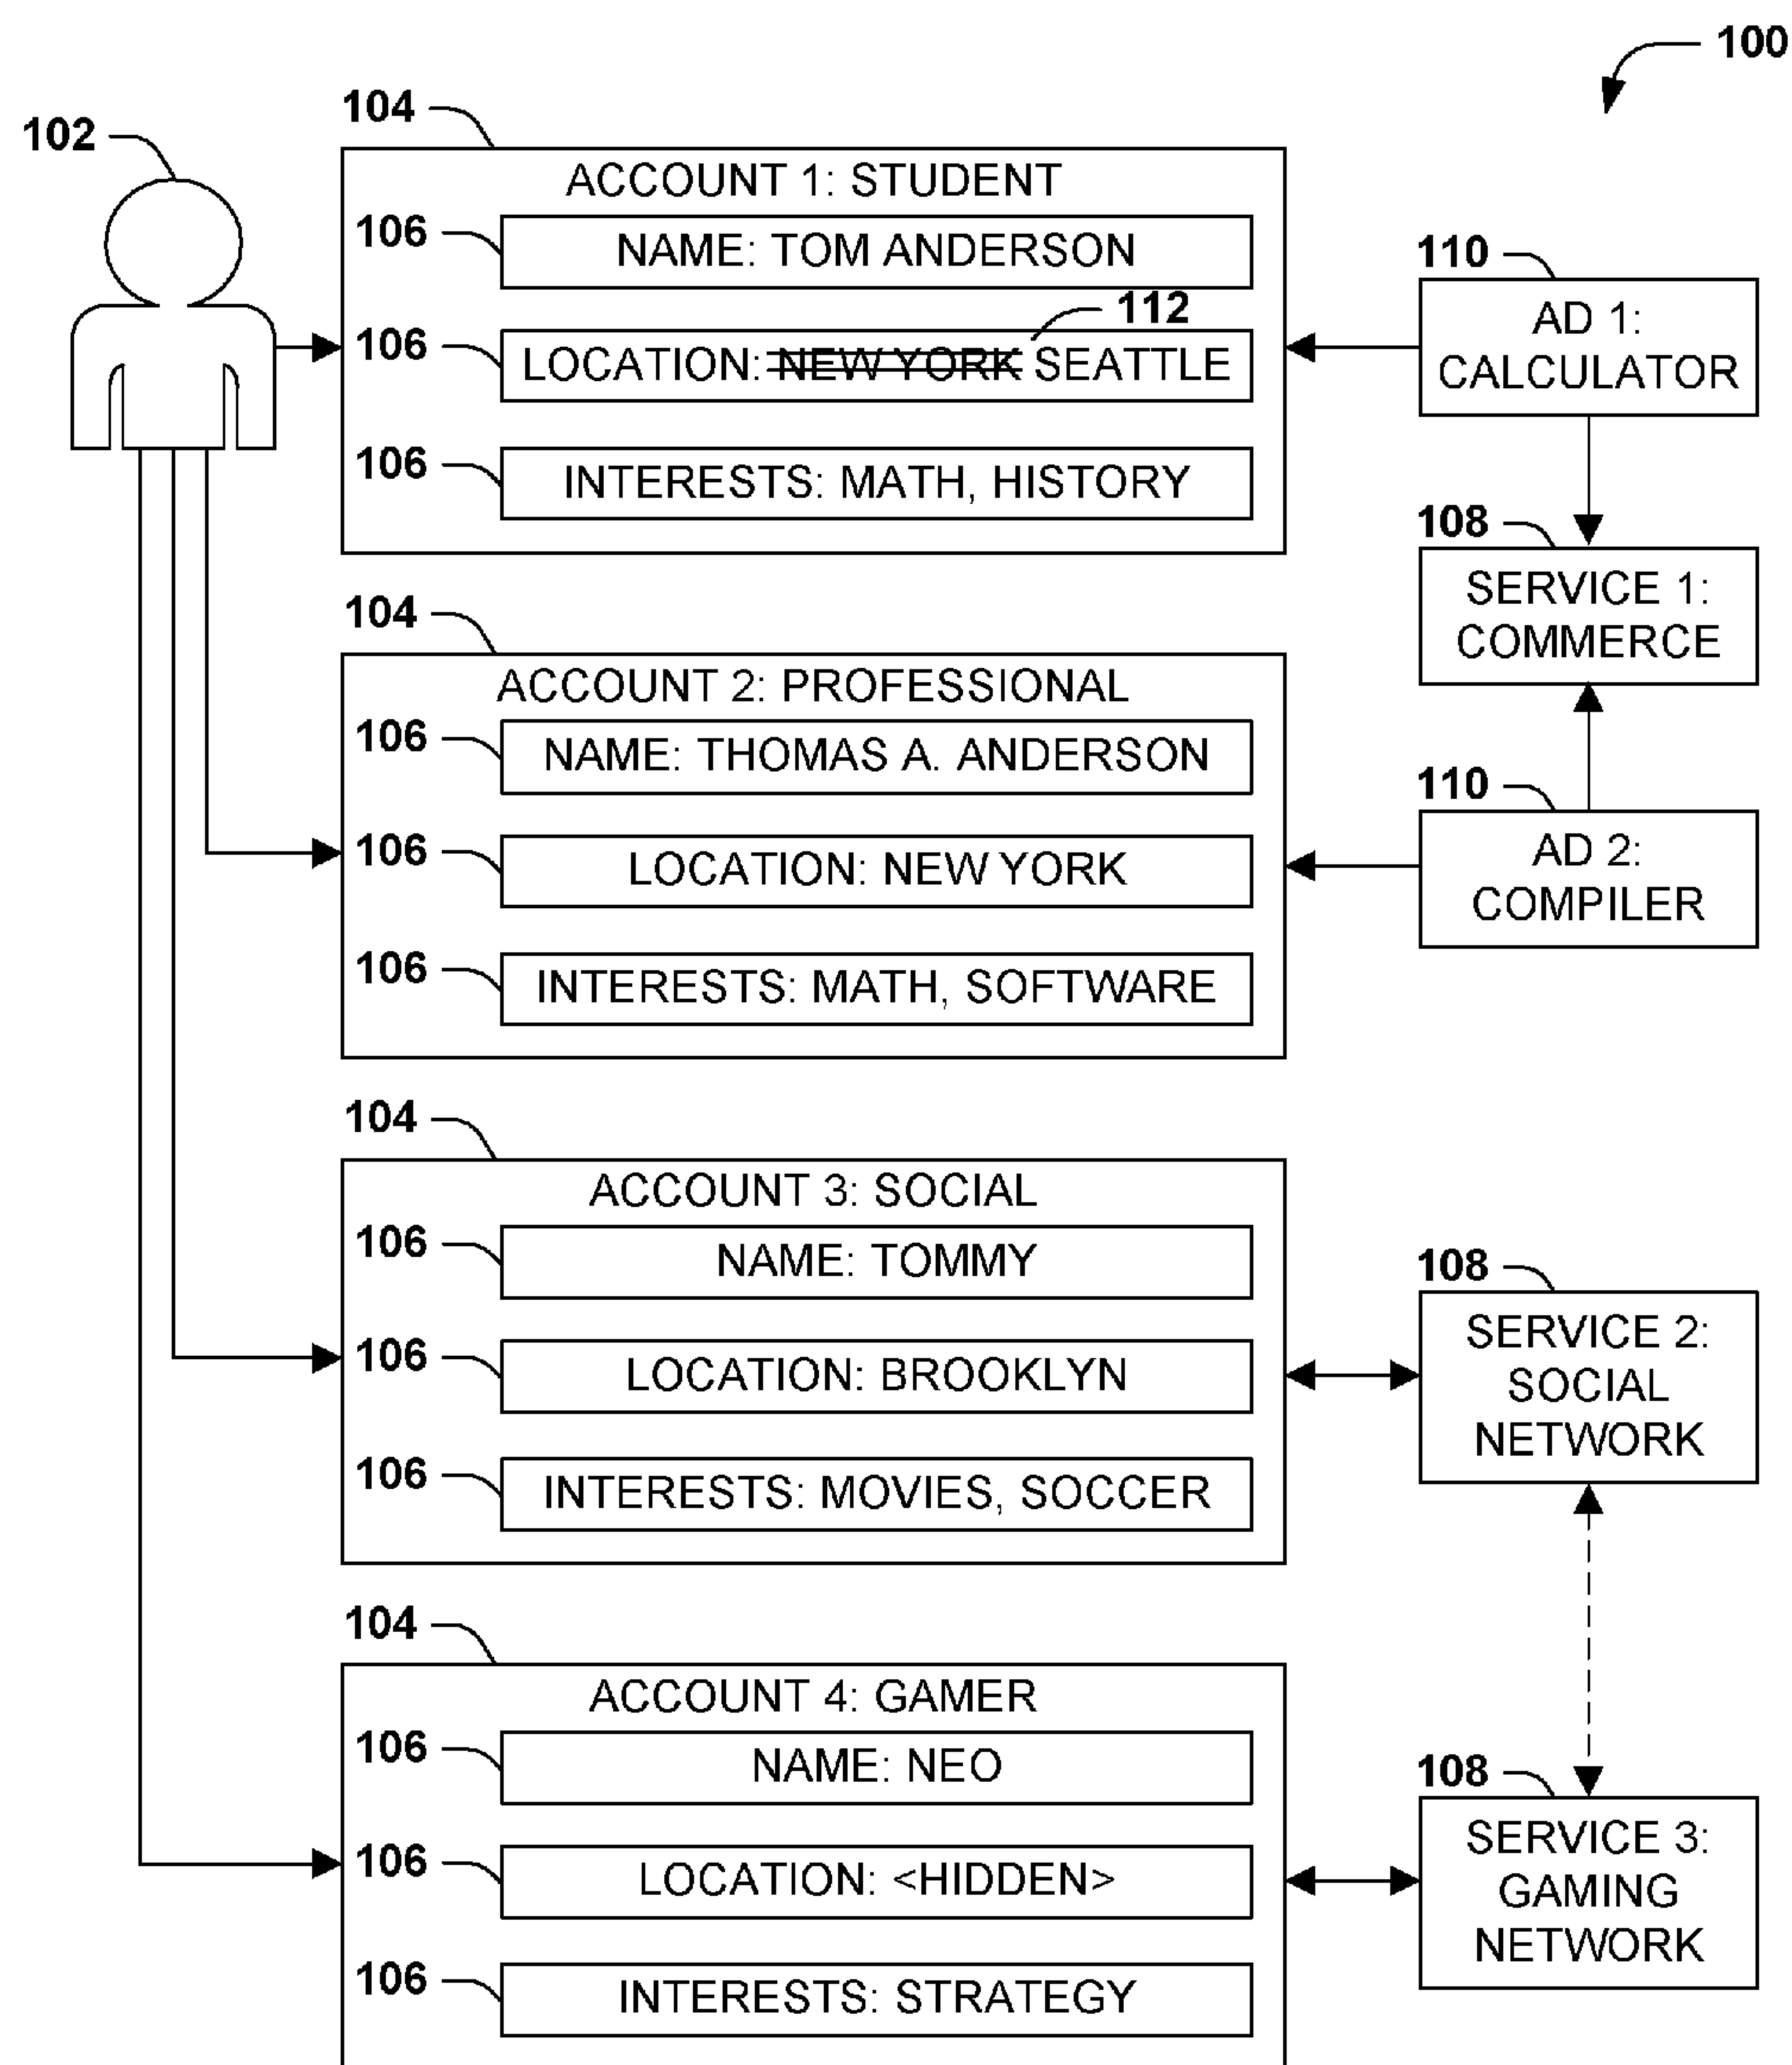 100
102
104
ACCOUNT 1: STUDENT
106
NAME: TOM ANDERSON
112
106
LOCATION: NEW YORK SEATTLE
106
INTERESTS: MATH, HISTORY
110
AD 1:
CALCULATOR
108
SERVICE 1:
COMMERCE
104
ACCOUNT 2: PROFESSIONAL
106
NAME: THOMAS A. ANDERSON
106
LOCATION: NEW YORK
106
INTERESTS: MATH, SOFTWARE
110
AD 2:
COMPILER
104
ACCOUNT 3: SOCIAL
106
NAME: TOMMY
106
LOCATION: BROOKLYN
106
INTERESTS: MOVIES, SOCCER
108
SERVICE 2:
SOCIAL
NETWORK
104
ACCOUNT 4: GAMER
106
NAME: NEO
106
LOCATION: <HIDDEN>
106
INTERESTS: STRATEGY
108
SERVICE 3:
GAMING
NETWORK